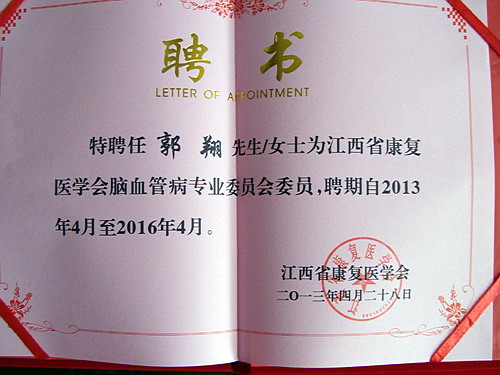 聘 书
LETTER OF APPOINTMENT
特聘任 郭 翔 先生/女士为江西省康复
医学会脑血管病专业委员会委员，聘期自2013
年4月至2016年4月。
江西省康复医学会
二〇一三年四月二十八日